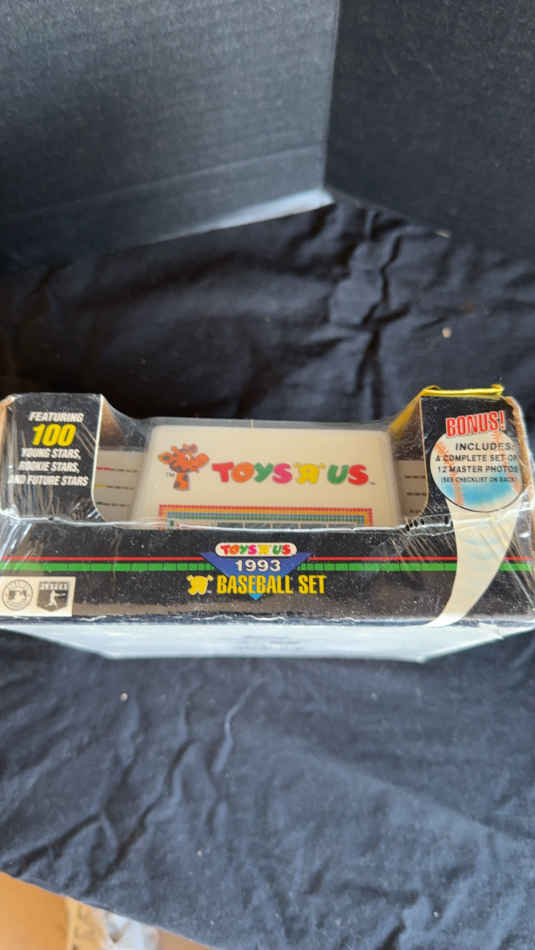 FEATURING
100
YOUNG STARS,
ROOKIE STARS,
AND FUTURE STARS
TOYS "R" US
BONUS!
INCLUDES:
A COMPLETE SET OF
12 MASTER PHOTOS
(SEE CHECKLIST ON BACK)
TOYS "R" US
1993
"R" BASEBALL SET